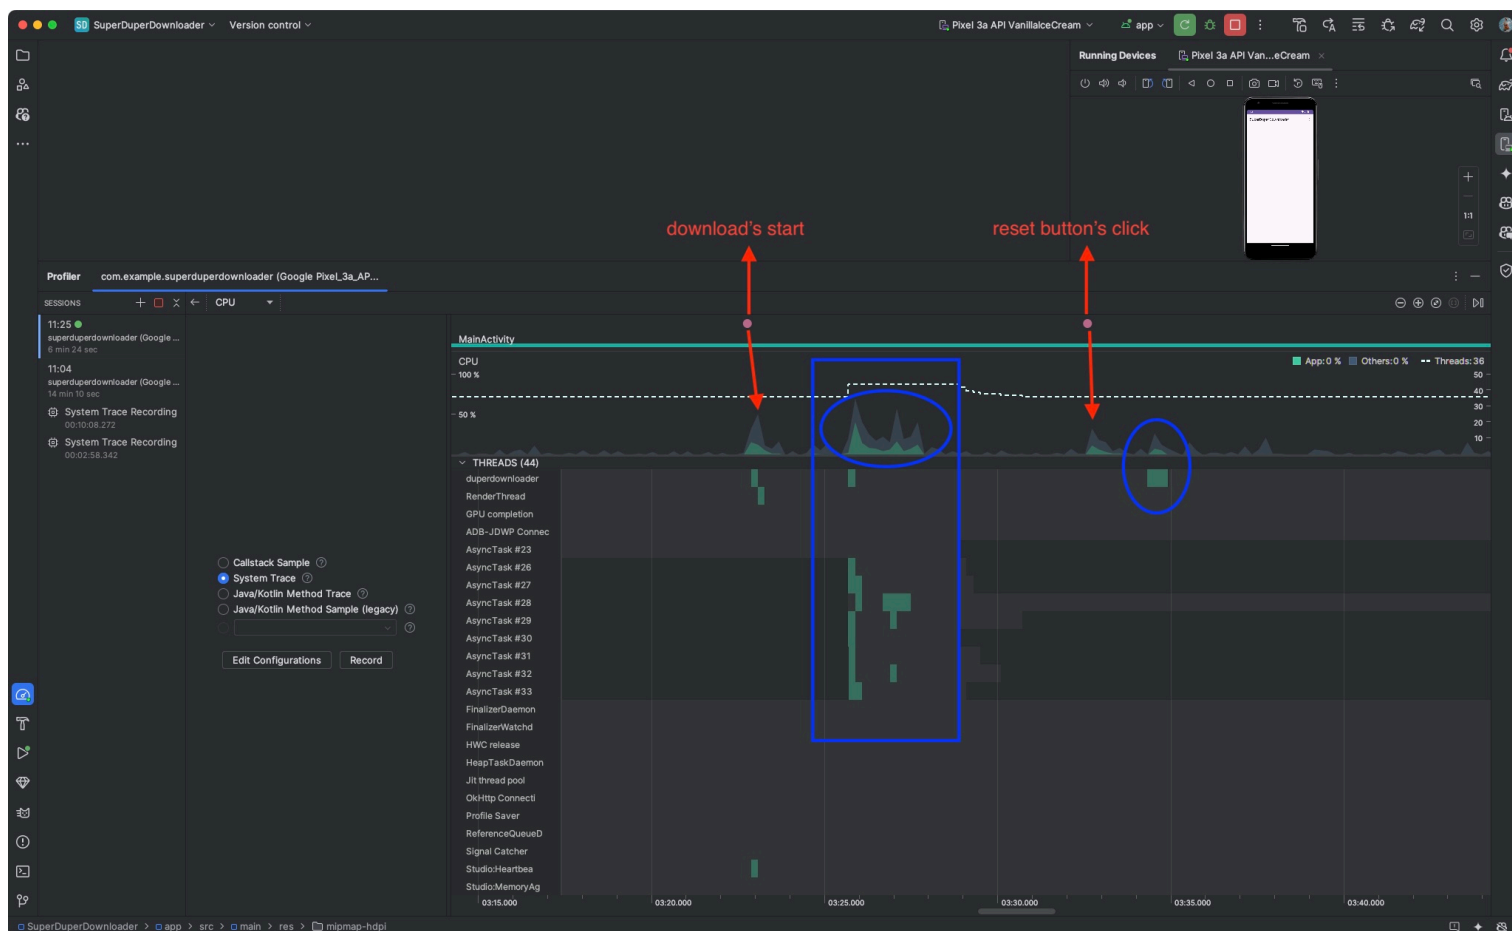 SD SuperDuperDownloader Version control Pixel 3a API VanillaIceCream app
Running Devices Pixel 3a API Van...eCream
1:1
download's start
reset button's click
Profiler com.example.superduperdownloader (Google Pixel_3a_AP...
SESSIONS CPU
11:25
superduperdownloader (Google ...
6 min 24 sec
11:04
superduperdownloader (Google ...
14 min 10 sec
System Trace Recording
00:10:08.272
System Trace Recording
00:02:58.342
Callstack Sample
System Trace
Java/Kotlin Method Trace
Java/Kotlin Method Sample (legacy)
Edit Configurations Record
MainActivity
CPU App: 0 % Others: 0 % Threads: 36
100 % 50
40
50 % 30
20
10
THREADS (44)
duperdownloader
RenderThread
GPU completion
ADB-JDWP Connec
AsyncTask #23
AsyncTask #26
AsyncTask #27
AsyncTask #28
AsyncTask #29
AsyncTask #30
AsyncTask #31
AsyncTask #32
AsyncTask #33
FinalizerDaemon
FinalizerWatchd
HWC release
HeapTaskDaemon
Jit thread pool
OkHttp Connecti
Profile Saver
ReferenceQueueD
Signal Catcher
Studio:Heartbea
Studio:MemoryAg
03:15.000 03:20.000 03:25.000 03:30.000 03:35.000 03:40.000
SuperDuperDownloader > app > src > main > res > mipmap-hdpi